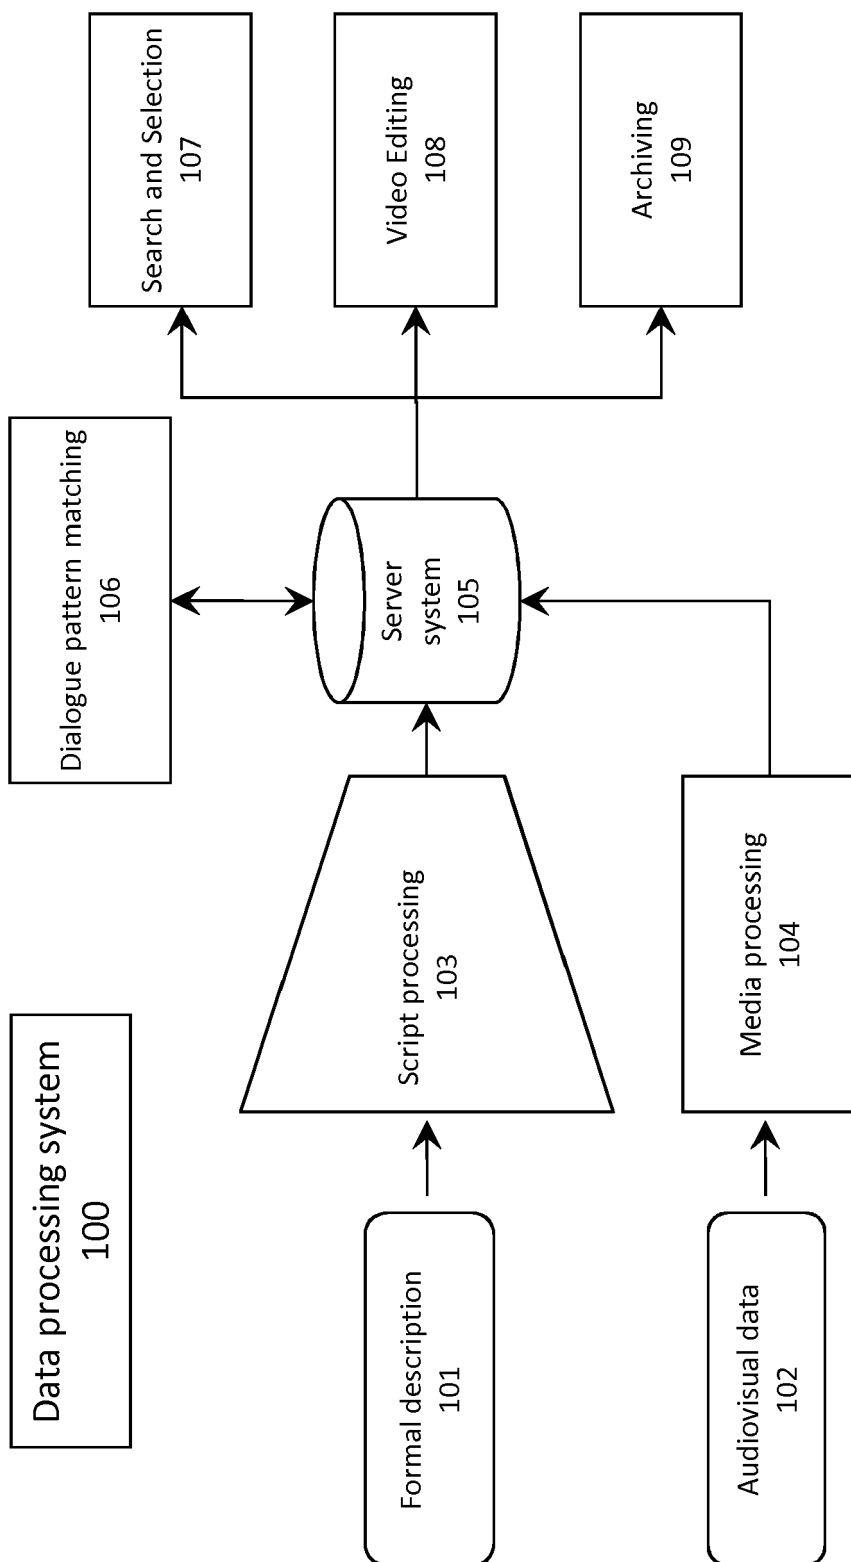 Data processing system
100
Dialogue pattern matching
106
Search and Selection
107
Formal description
101
Script processing
103
Server
system
105
Video Editing
108
Audiovisual data
102
Media processing
104
Archiving
109